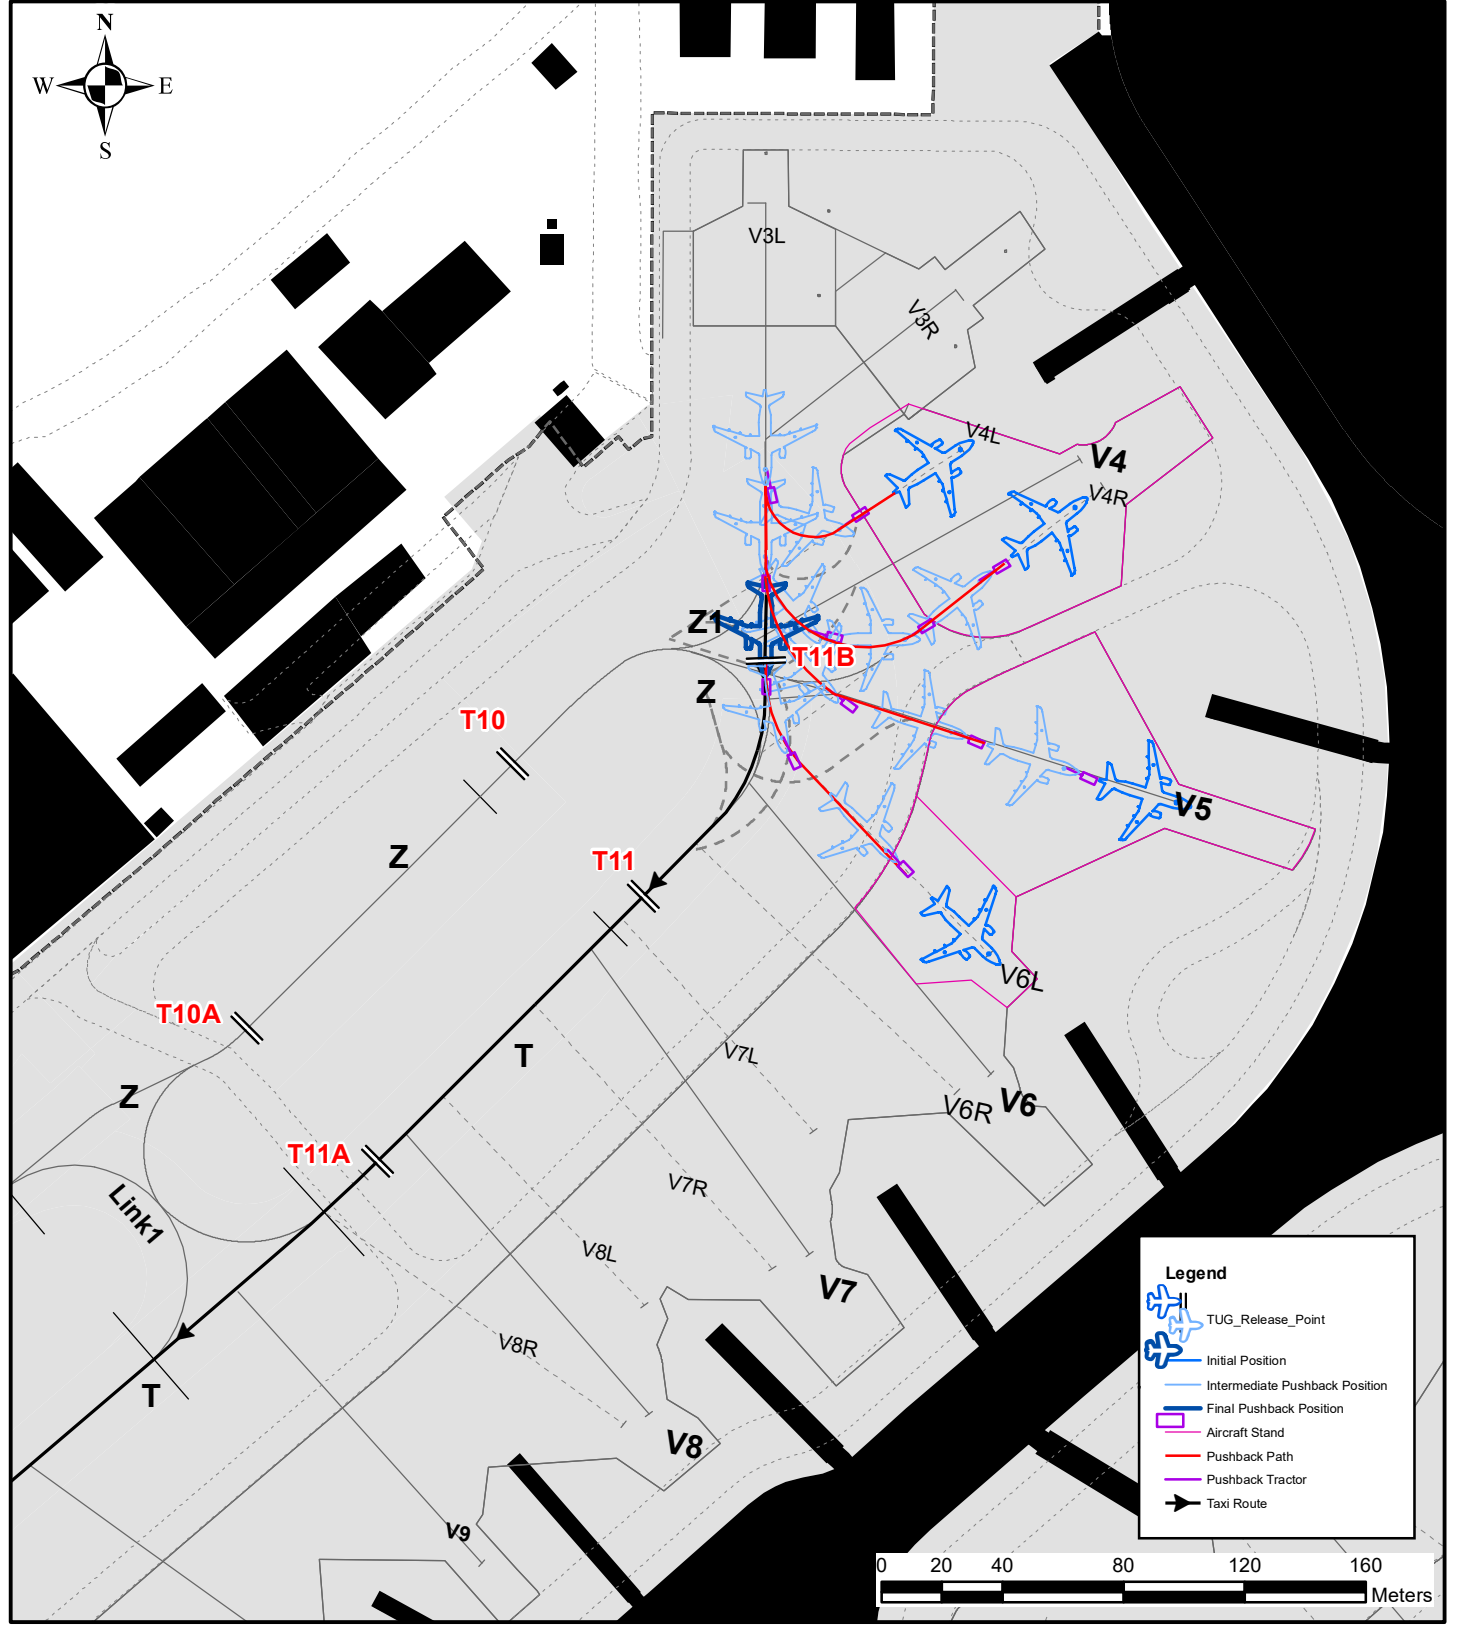 N
W E
S
V3L
V3R
V4L
V4
V4R
Z1
T11B
Z
T10
V5
Z
T11
V6L
T10A
T
V7L
Z
V6
V6R
T11A
V7R
Link1
V8L
V7
V8R
T
V8
V9
Legend
TUG_Release_Point
Initial Position
Intermediate Pushback Position
Final Pushback Position
Aircraft Stand
Pushback Path
Pushback Tractor
Taxi Route
0 20 40 80 120 160
Meters